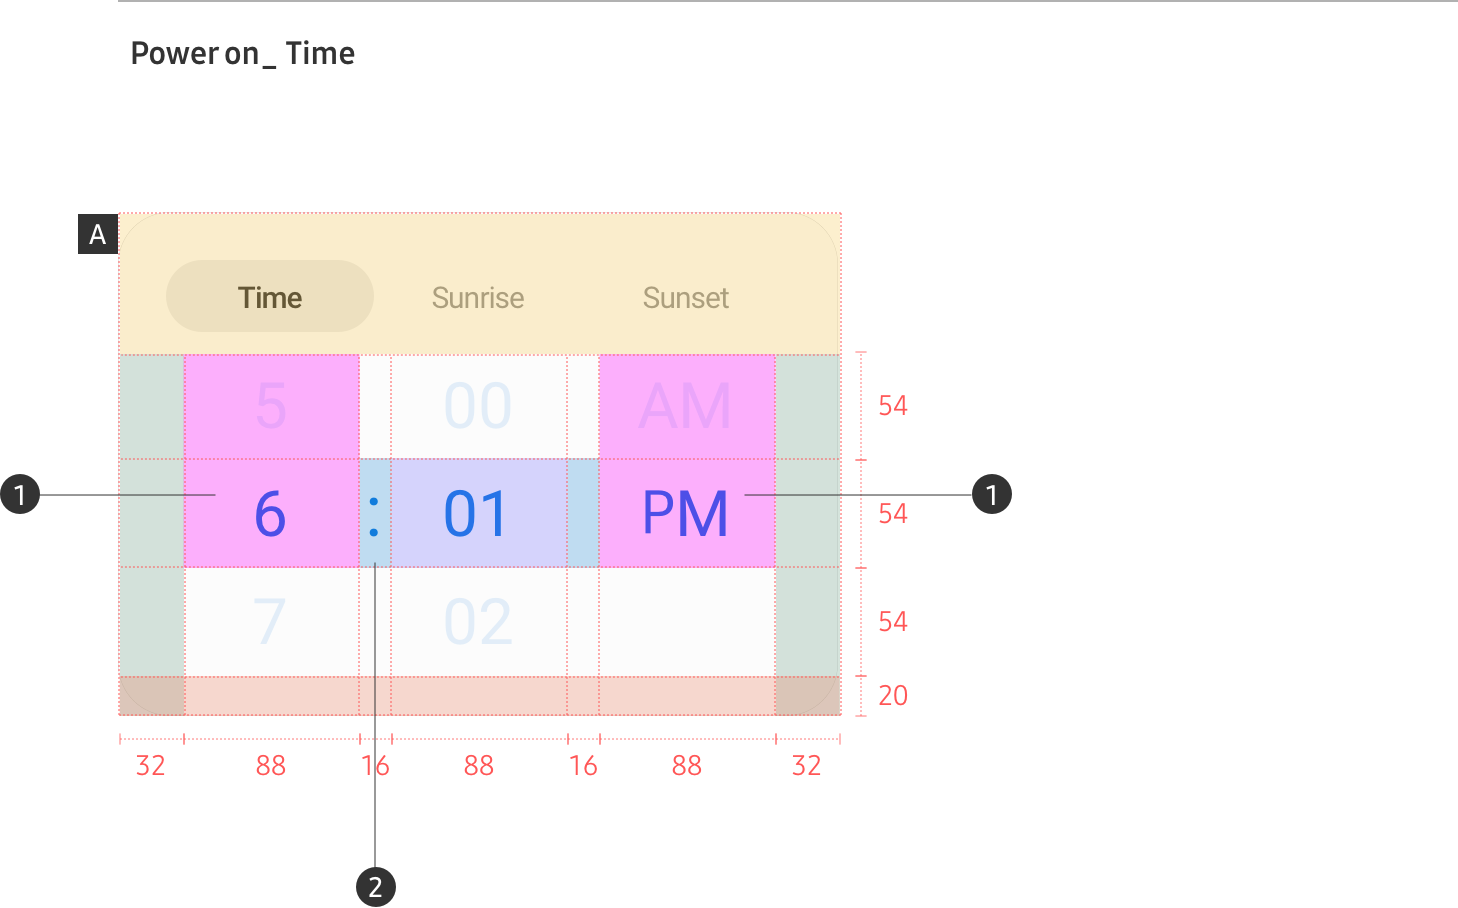 Power on_ Time
A
Time Sunrise Sunset
5 00 AM
54
1 6 : 01 PM 1
54
7 02
54
20
32 88 16 88 16 88 32
2